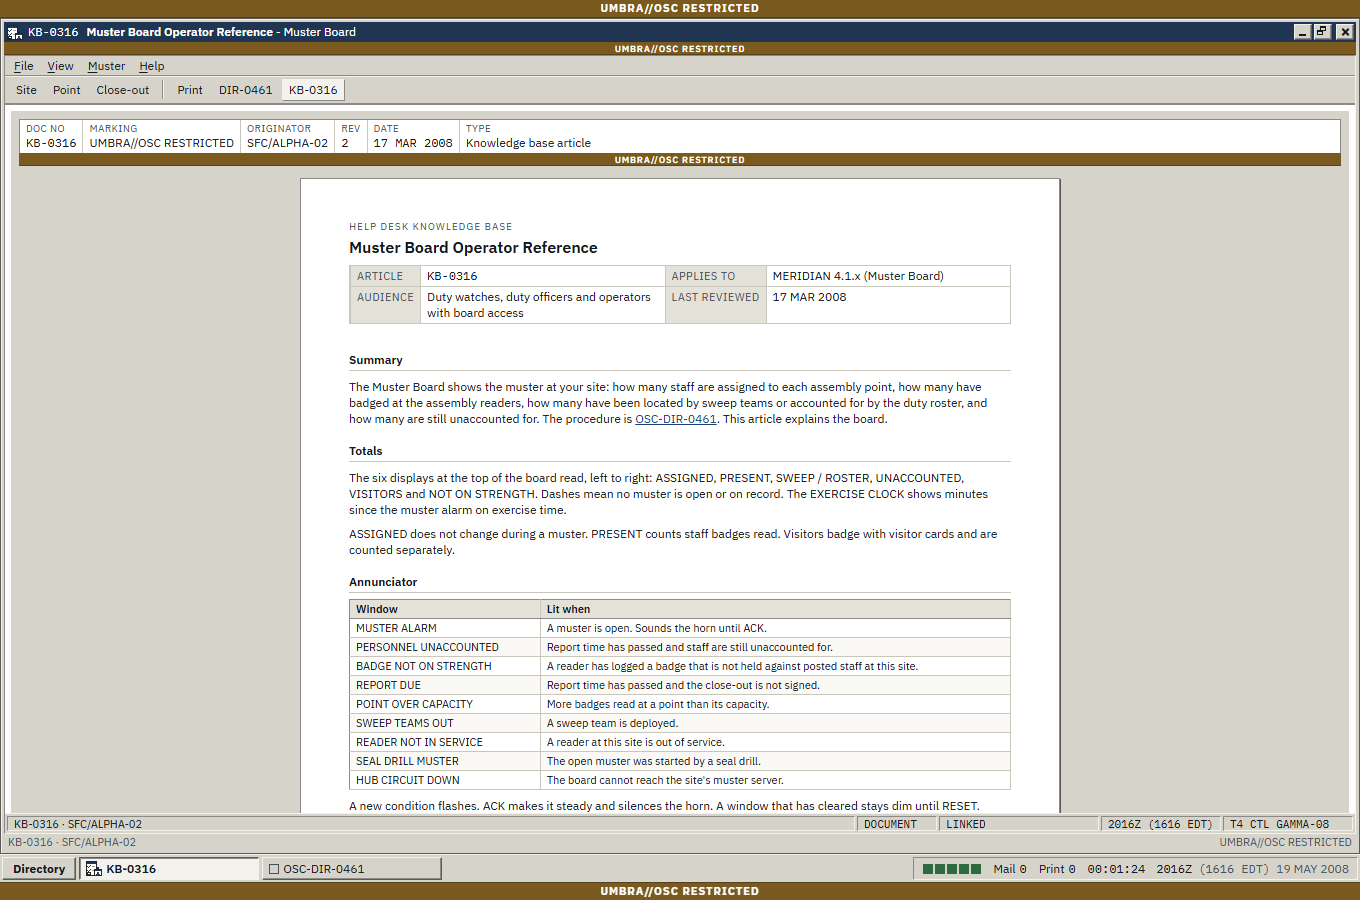 UMBRA//OSC RESTRICTED
KB-0316 Muster Board Operator Reference - Muster Board
UMBRA//OSC RESTRICTED
File View Muster Help
Site Point Close-out Print DIR-0461 KB-0316
DOC NO MARKING ORIGINATOR REV DATE TYPE
KB-0316 UMBRA//OSC RESTRICTED SFC/ALPHA-02 2 17 MAR 2008 Knowledge base article
UMBRA//OSC RESTRICTED
HELP DESK KNOWLEDGE BASE
Muster Board Operator Reference
ARTICLE KB-0316 APPLIES TO MERIDIAN 4.1.x (Muster Board)
AUDIENCE Duty watches, duty officers and operators LAST REVIEWED 17 MAR 2008
with board access
Summary
The Muster Board shows the muster at your site: how many staff are assigned to each assembly point, how many have
badged at the assembly readers, how many have been located by sweep teams or accounted for by the duty roster, and
how many are still unaccounted for. The procedure is OSC-DIR-0461. This article explains the board.
Totals
The six displays at the top of the board read, left to right: ASSIGNED, PRESENT, SWEEP / ROSTER, UNACCOUNTED,
VISITORS and NOT ON STRENGTH. Dashes mean no muster is open or on record. The EXERCISE CLOCK shows minutes
since the muster alarm on exercise time.
ASSIGNED does not change during a muster. PRESENT counts staff badges read. Visitors badge with visitor cards and are
counted separately.
Annunciator
Window Lit when
MUSTER ALARM A muster is open. Sounds the horn until ACK.
PERSONNEL UNACCOUNTED Report time has passed and staff are still unaccounted for.
BADGE NOT ON STRENGTH A reader has logged a badge that is not held against posted staff at this site.
REPORT DUE Report time has passed and the close-out is not signed.
POINT OVER CAPACITY More badges read at a point than its capacity.
SWEEP TEAMS OUT A sweep team is deployed.
READER NOT IN SERVICE A reader at this site is out of service.
SEAL DRILL MUSTER The open muster was started by a seal drill.
HUB CIRCUIT DOWN The board cannot reach the site's muster server.
A new condition flashes. ACK makes it steady and silences the horn. A window that has cleared stays dim until RESET.
KB-0316 · SFC/ALPHA-02 DOCUMENT LINKED 2016Z (1616 EDT) T4 CTL GAMMA-08
KB-0316 · SFC/ALPHA-02 UMBRA//OSC RESTRICTED
Directory KB-0316 OSC-DIR-0461 Mail 0 Print 0 00:01:24 2016Z (1616 EDT) 19 MAY 2008
UMBRA//OSC RESTRICTED